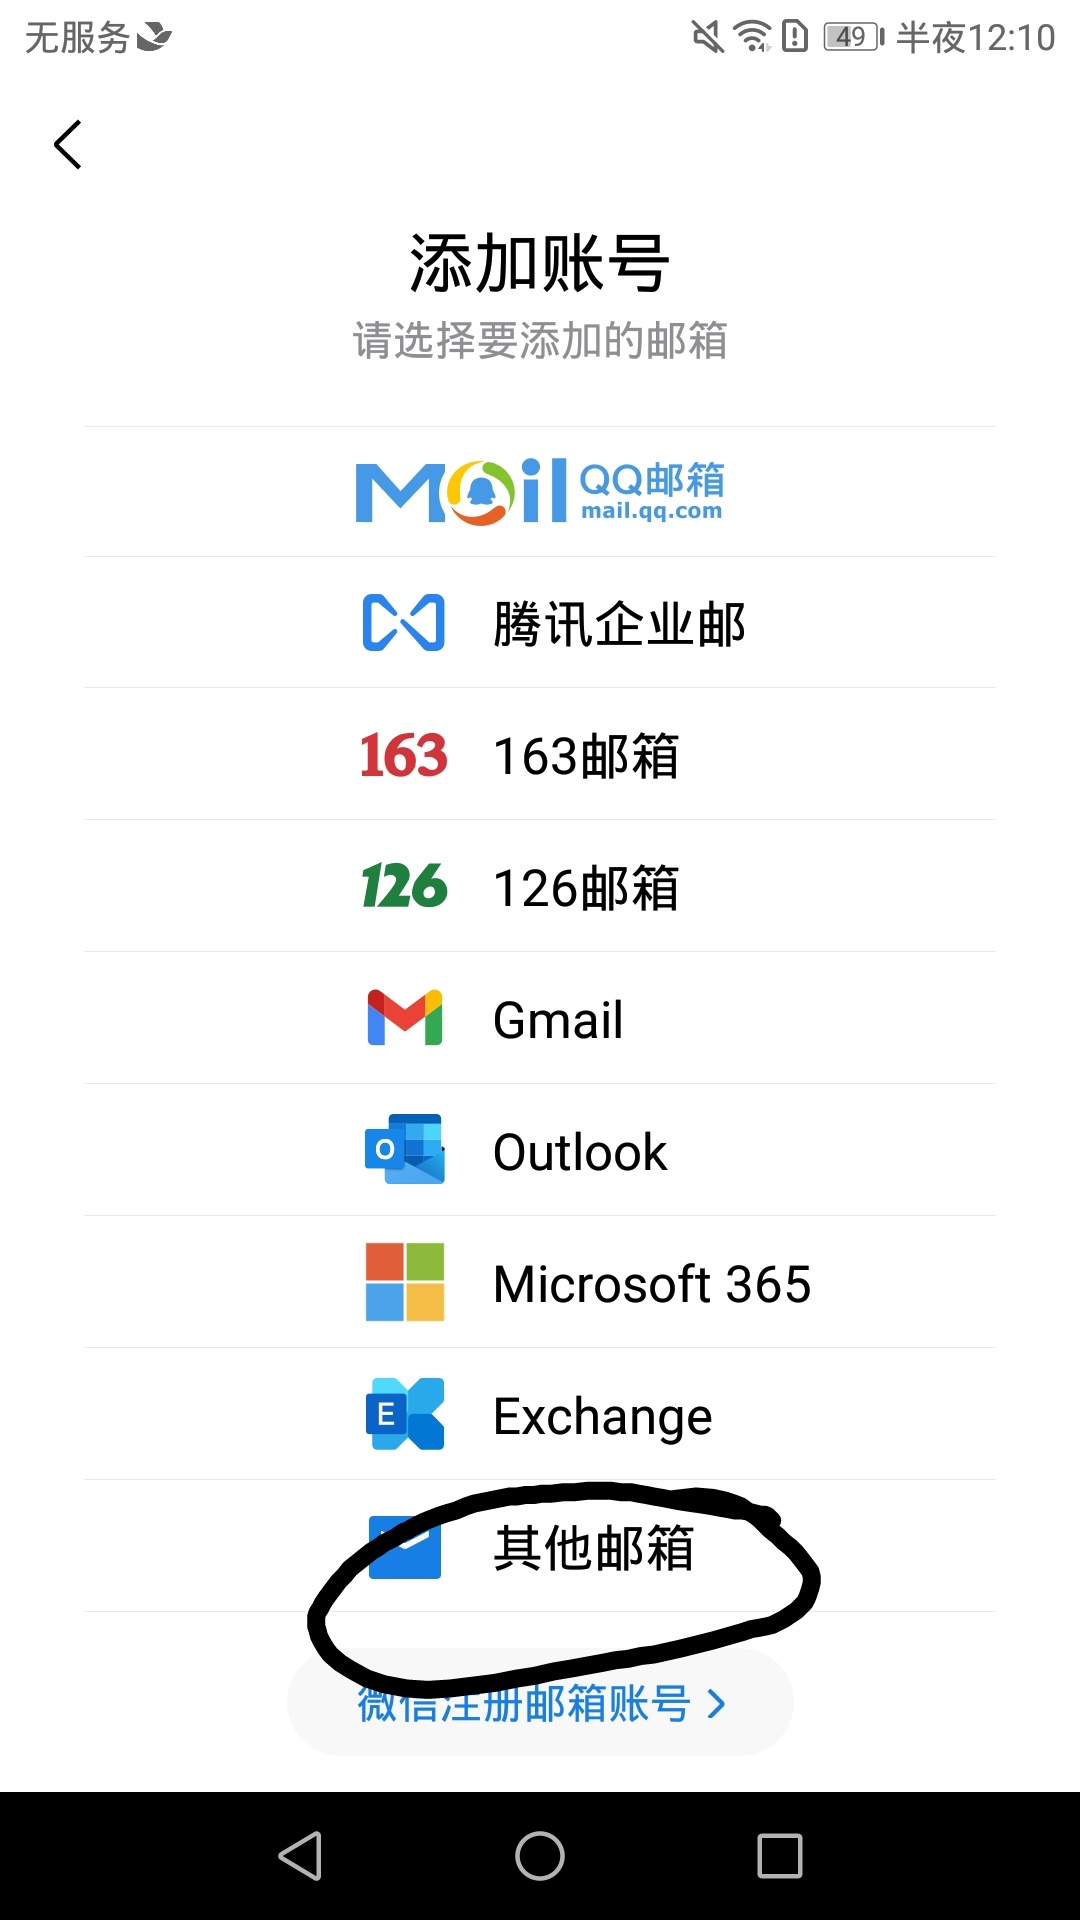 无服务 49 半夜12:10
添加账号
请选择要添加的邮箱
Mail QQ邮箱
mail.qq.com
腾讯企业邮
163 163邮箱
126 126邮箱
Gmail
O Outlook
Microsoft 365
E Exchange
其他邮箱
微信注册邮箱账号